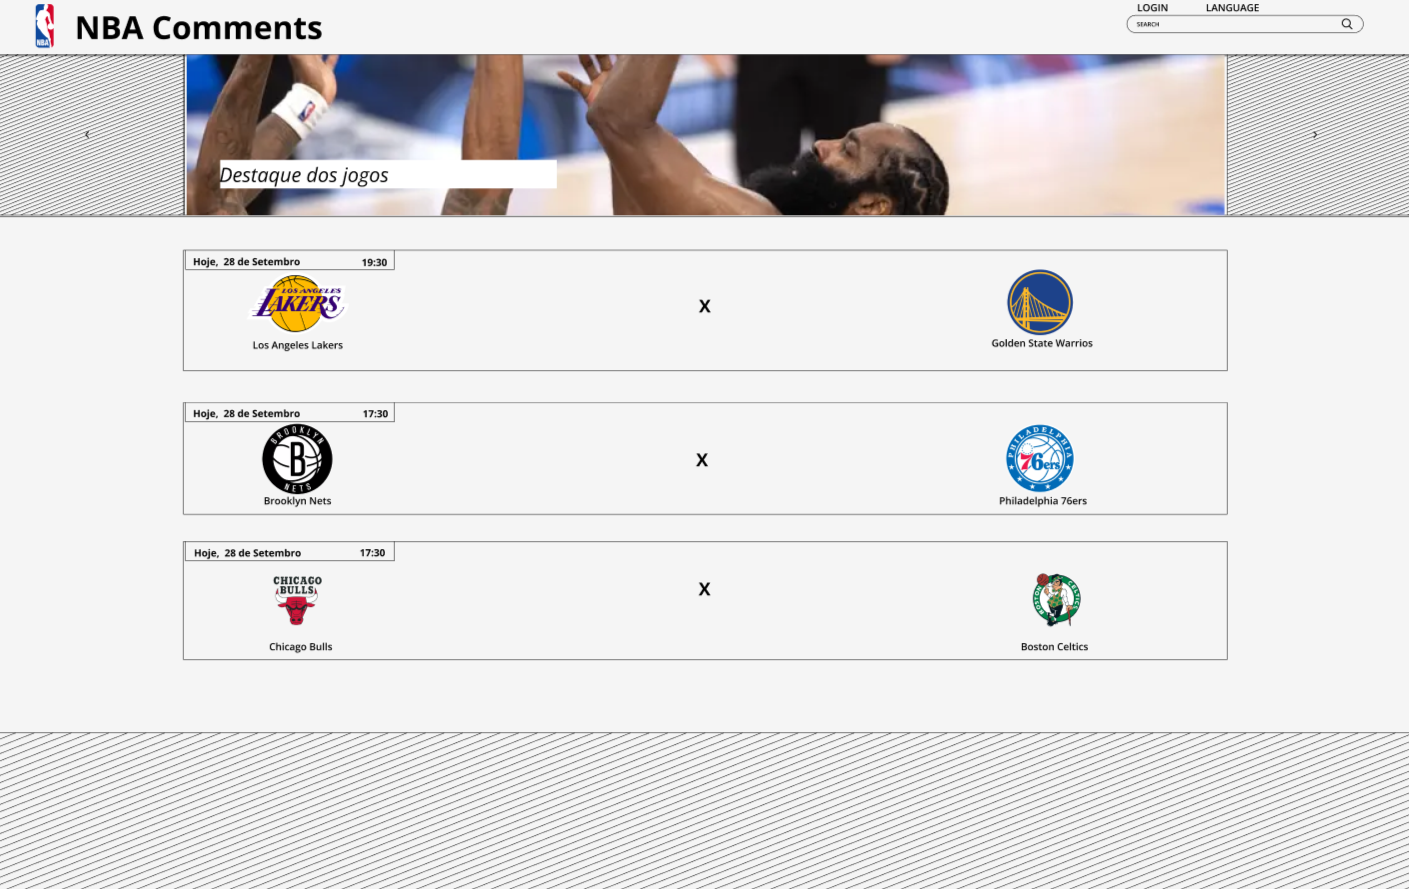 NBA
NBA Comments
LOGIN LANGUAGE
SEARCH
Destaque dos jogos
Hoje, 28 de Setembro 19:30
LOS ANGELES
LAKERS
X
Los Angeles Lakers
Golden State Warrios
Hoje, 28 de Setembro 17:30
BROOKLYN
B
NETS
PHILADELPHIA
76ers
X
Brooklyn Nets
Philadelphia 76ers
Hoje, 28 de Setembro 17:30
CHICAGO
BULLS
BOSTON CELTICS
X
Chicago Bulls
Boston Celtics